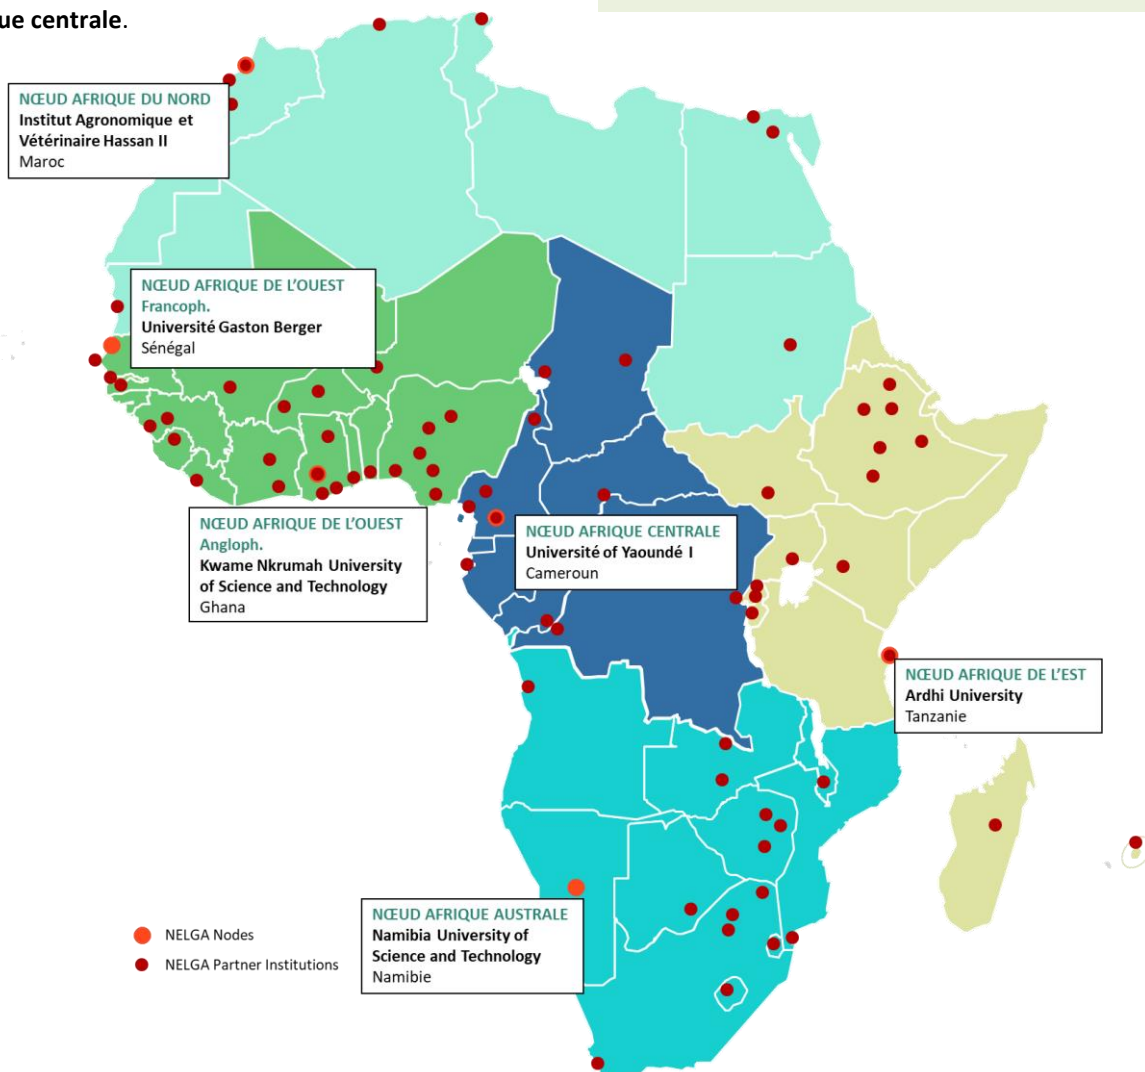 ue centrale.
NŒUD AFRIQUE DU NORD
Institut Agronomique et
Vétérinaire Hassan II
Maroc
NŒUD AFRIQUE DE L'OUEST
Francoph.
Université Gaston Berger
Sénégal
NŒUD AFRIQUE DE L'OUEST
Angloph.
Kwame Nkrumah University
of Science and Technology
Ghana
NŒUD AFRIQUE CENTRALE
Université of Yaoundé I
Cameroun
NŒUD AFRIQUE DE L'EST
Ardhi University
Tanzanie
NŒUD AFRIQUE AUSTRALE
Namibia University of
Science and Technology
Namibie
NELGA Nodes
NELGA Partner Institutions